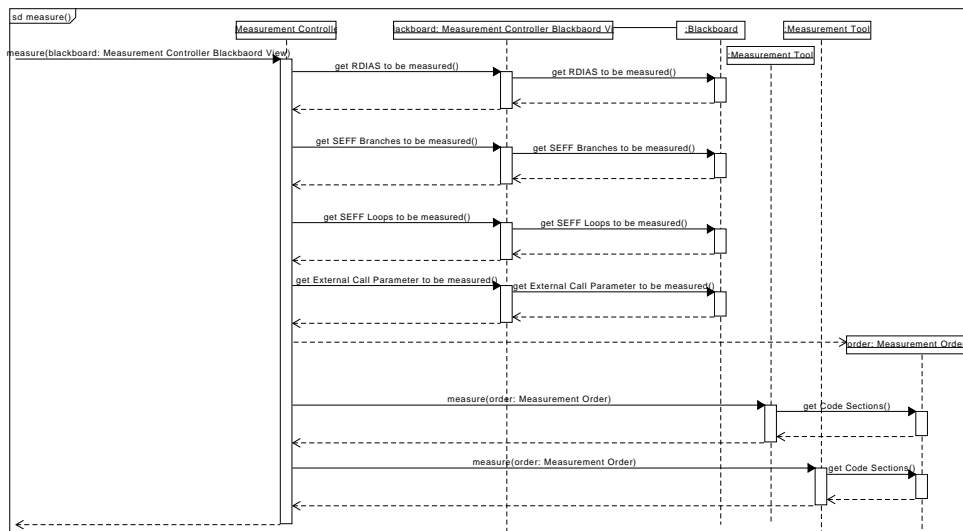 sd measure()
Measurement Controlle
lackboard: Measurement Controller Blackbaord Vi
:Blackboard
:Measurement Tool
measure(blackboard: Measurement Controller Blackbaord View)
:Measurement Tool
get RDIAS to be measured()
get RDIAS to be measured()
get SEFF Branches to be measured()
get SEFF Branches to be measured()
get SEFF Loops to be measured()
get SEFF Loops to be measured()
get External Call Parameter to be measured()
get External Call Parameter to be measured()
order: Measurement Orde
measure(order: Measurement Order)
get Code Sections()
measure(order: Measurement Order)
get Code Sections()